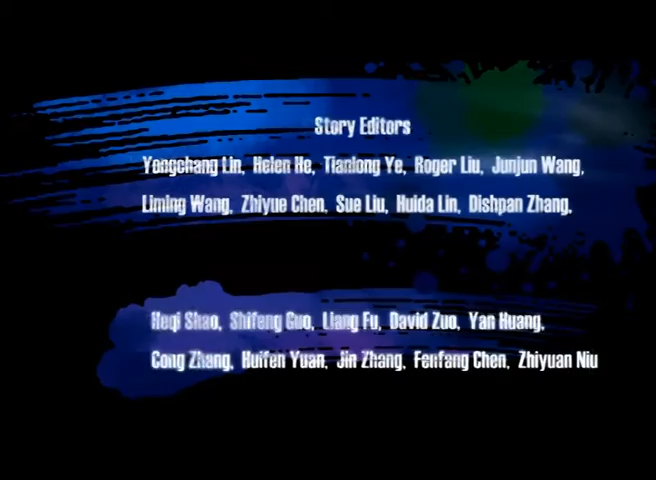 Story Editors
Yongchang Lin, Helen He, Tianlong Ye, Roger Liu, Junjun Wang,
Liming Wang, Zhiyue Chen, Sue Liu, Huida Lin, Dishpan Zhang,
Heqi Shao, Shifeng Guo, Liang Fu, David Zuo, Yan Huang,
Cong Zhang, Huifen Yuan, Jin Zhang, Fenfang Chen, Zhiyuan Niu